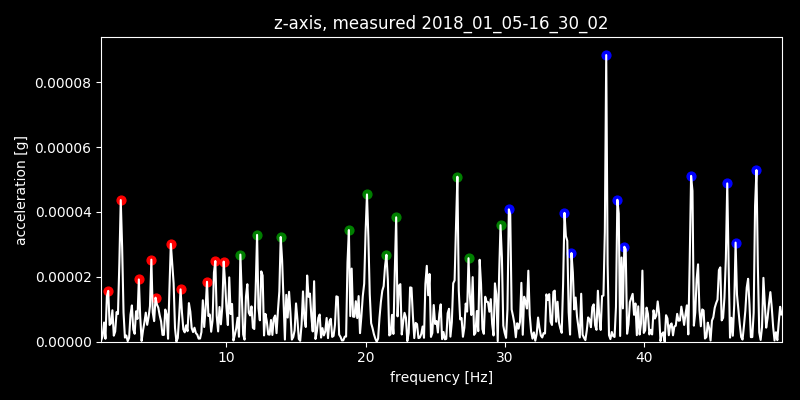 z-axis, measured 2018_01_05-16_30_02
0.00008
0.00006
0.00004
0.00002
0.00000
acceleration [g]
10 20 30 40
frequency [Hz]